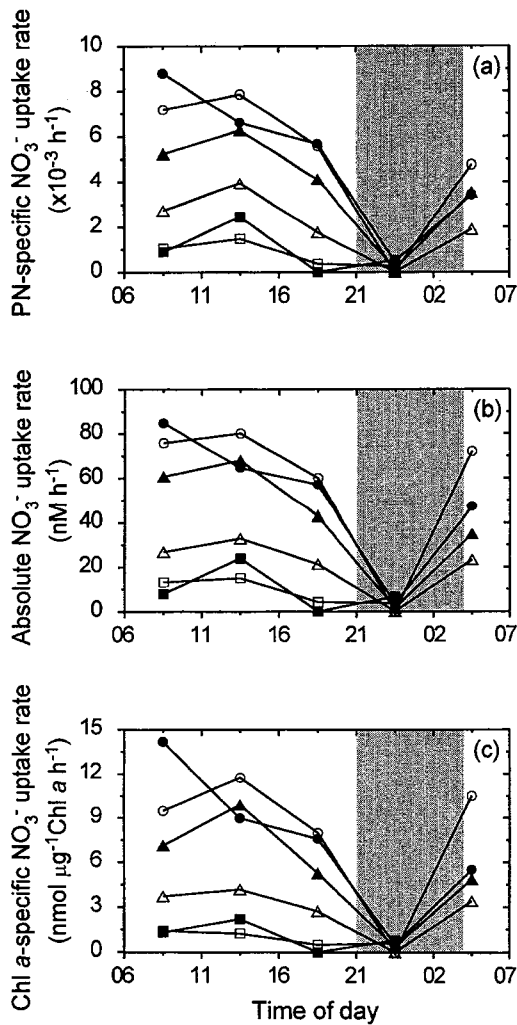 PN-specific NO₃⁻ uptake rate
(x10⁻³ h⁻¹)
10
8
6
4
2
0
(a)
06 11 16 21 02 07
Absolute NO₃⁻ uptake rate
(nM h⁻¹)
100
80
60
40
20
0
(b)
06 11 16 21 02 07
Chl a-specific NO₃⁻ uptake rate
(nmol µg⁻¹Chl a h⁻¹)
15
12
9
6
3
0
(c)
06 11 16 21 02 07
Time of day